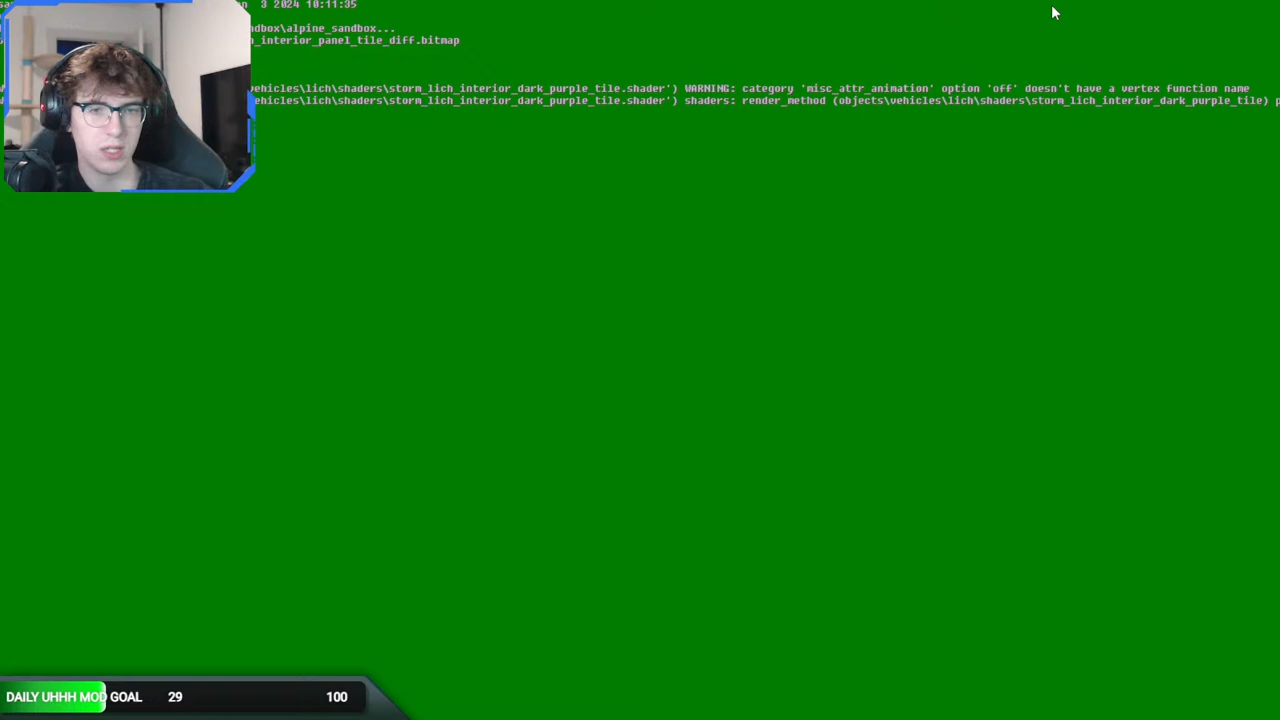 3 2024 10:11:35
ndbox\alpine_sandbox...
_interior_panel_tile_diff.bitmap
vehicles\lich\shaders\storm_lich_interior_dark_purple_tile.shader') WARNING: category 'misc_attr_animation' option 'off' doesn't have a vertex function name
vehicles\lich\shaders\storm_lich_interior_dark_purple_tile.shader') shaders: render_method (objects\vehicles\lich\shaders\storm_lich_interior_dark_purple_tile) p
DAILY UHHH MOD GOAL 29 100